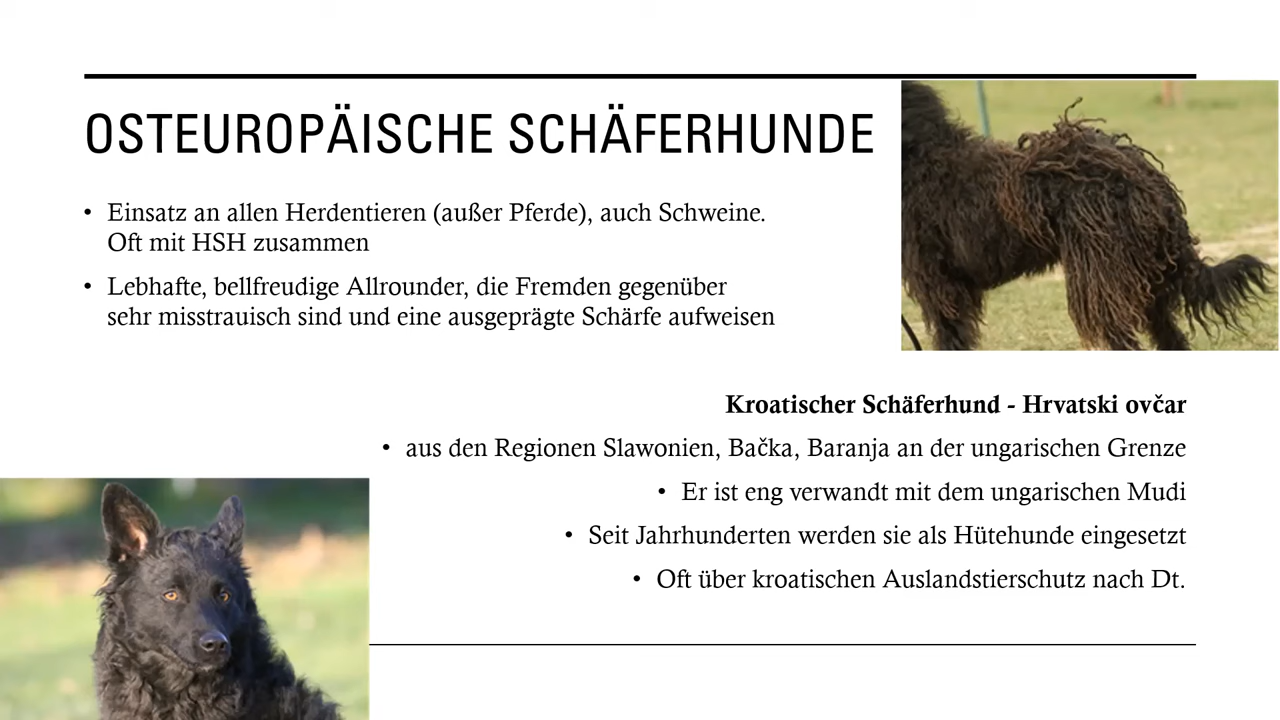 OSTEUROPÄISCHE SCHÄFERHUNDE
• Einsatz an allen Herdentieren (außer Pferde), auch Schweine.
Oft mit HSH zusammen
• Lebhafte, bellfreudige Allrounder, die Fremden gegenüber
sehr misstrauisch sind und eine ausgeprägte Schärfe aufweisen
Kroatischer Schäferhund - Hrvatski ovčar
• aus den Regionen Slawonien, Bačka, Baranja an der ungarischen Grenze
• Er ist eng verwandt mit dem ungarischen Mudi
• Seit Jahrhunderten werden sie als Hütehunde eingesetzt
• Oft über kroatischen Auslandstierschutz nach Dt.